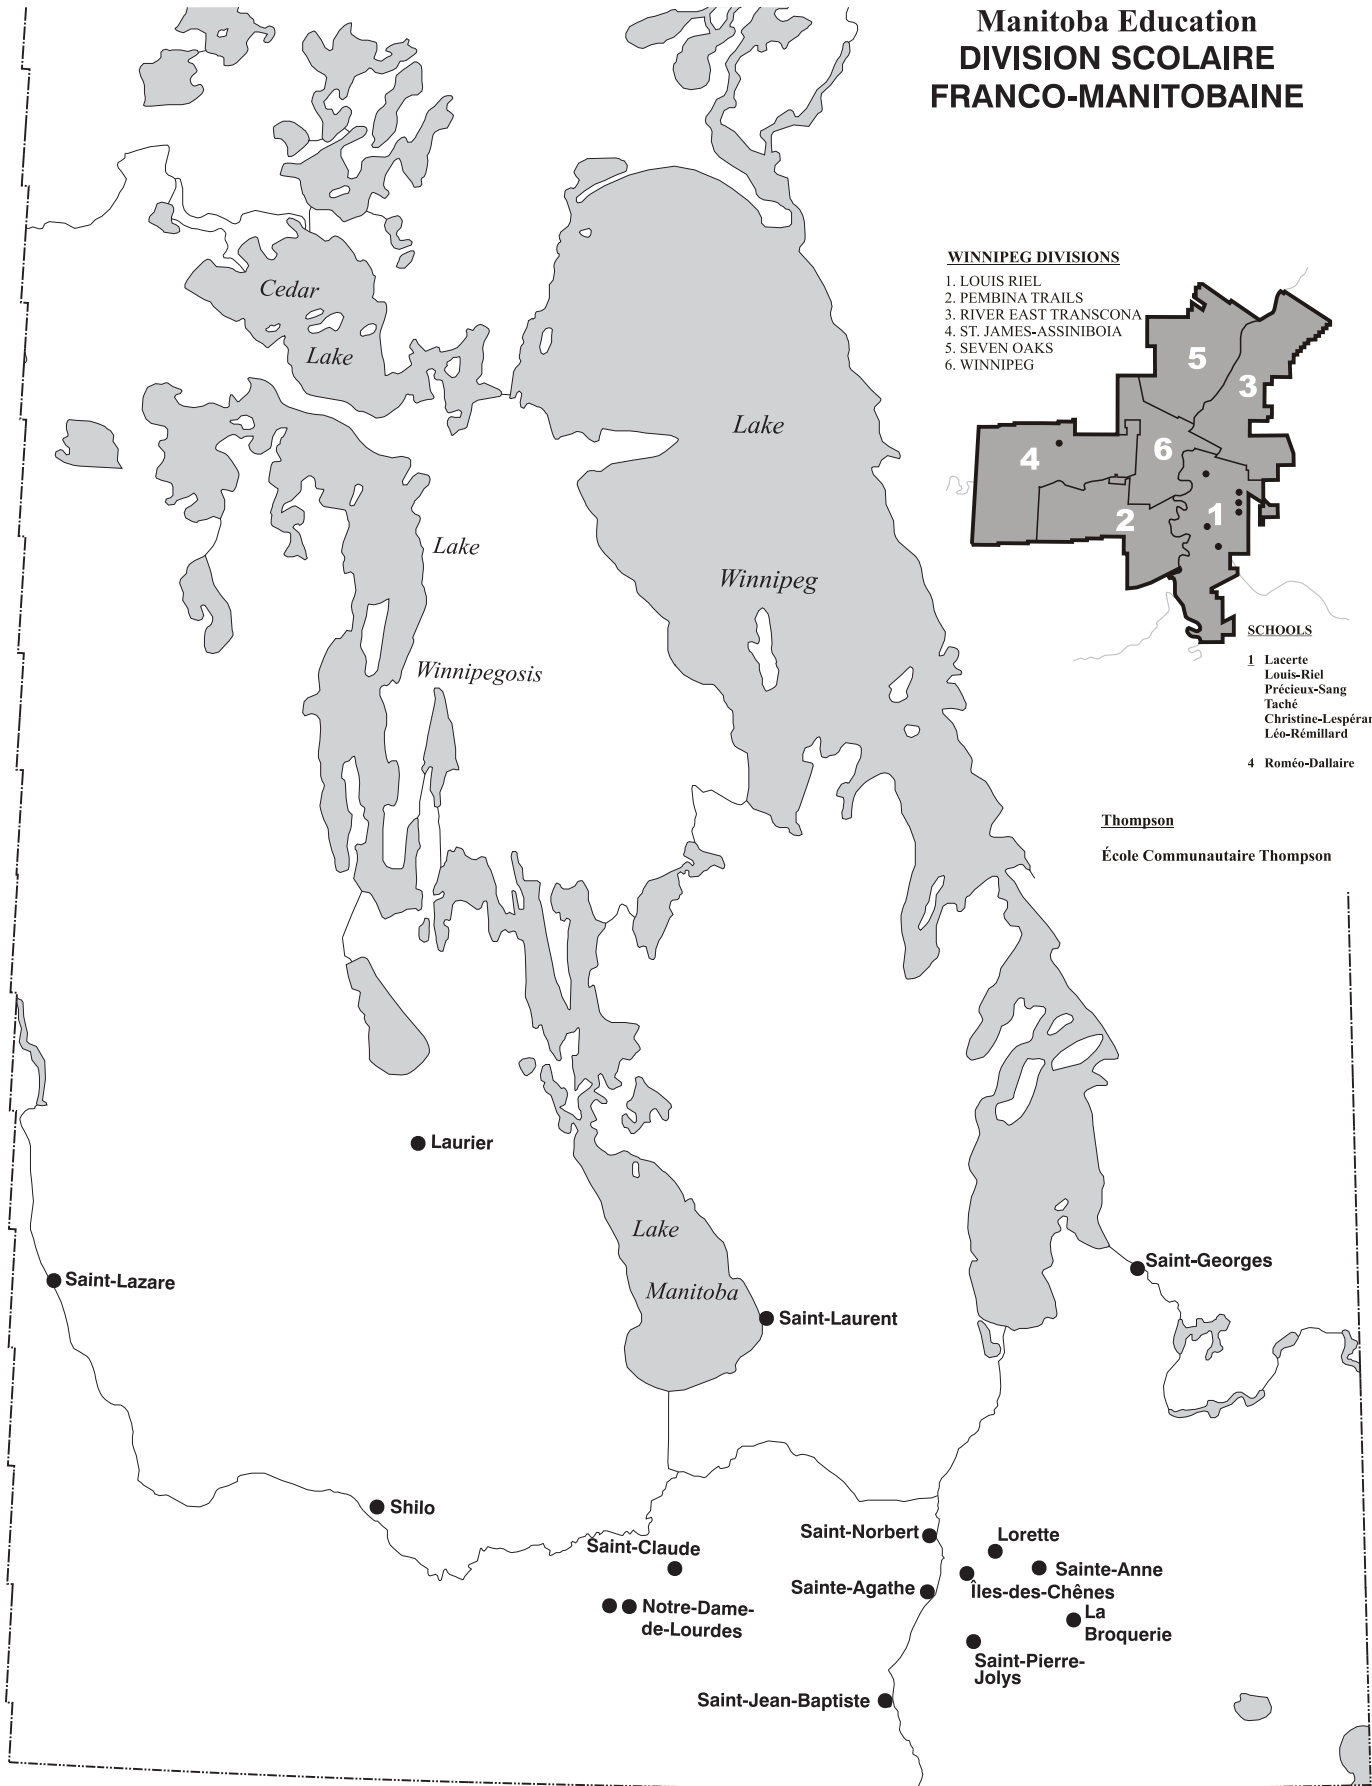 Manitoba Education
DIVISION SCOLAIRE
FRANCO-MANITOBAINE
WINNIPEG DIVISIONS
1. LOUIS RIEL
2. PEMBINA TRAILS
3. RIVER EAST TRANSCONA
4. ST. JAMES-ASSINIBOIA
5. SEVEN OAKS
6. WINNIPEG
5
3
4
6
2
1
SCHOOLS
1 Lacerte
Louis-Riel
Précieux-Sang
Taché
Christine-Lespéran
Léo-Rémillard
4 Roméo-Dallaire
Thompson
École Communautaire Thompson
Cedar
Lake
Lake
Winnipeg
Lake
Winnipegosis
Laurier
Lake
Manitoba
Saint-Lazare
Saint-Georges
Saint-Laurent
Shilo
Saint-Claude
Notre-Dame-
de-Lourdes
Saint-Norbert
Lorette
Sainte-Anne
Sainte-Agathe
Îles-des-Chênes
La
Broquerie
Saint-Pierre-
Jolys
Saint-Jean-Baptiste